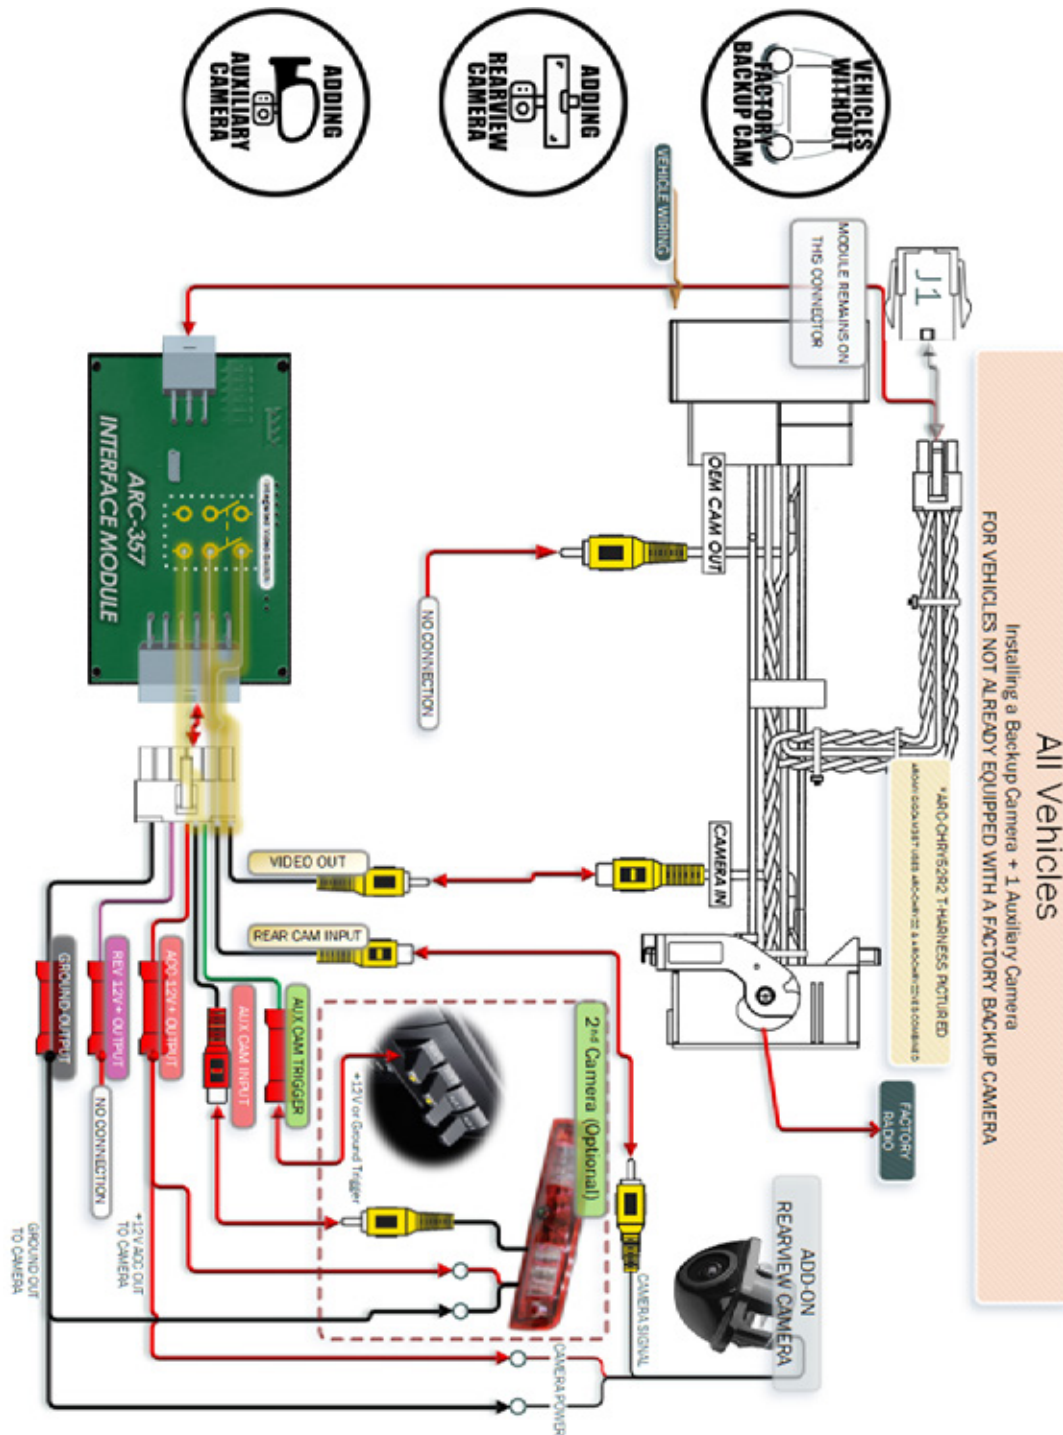 All Vehicles
Installing a Backup Camera + 1 Auxiliary Camera
FOR VEHICLES NOT ALREADY EQUIPPED WITH A FACTORY BACKUP CAMERA
VEHICLES
WITHOUT
FACTORY
BACKUP CAM
ADDING
REARVIEW
CAMERA
ADDING
AUXILIARY
CAMERA
J1
MODULE REMAINS ON
THIS CONNECTOR
VEHICLE WIRING
*ARC-CHRY52R2 T-HARNESS PICTURED
OEM CAM OUT
NO CONNECTION
CAMERA IN
FACTORY
RADIO
Integrated Video Switch
ARC-357
INTERFACE MODULE
VIDEO OUT
REAR CAM INPUT
AUX CAM TRIGGER
AUX CAM INPUT
ACC 12V+ OUTPUT
REV 12V+ OUTPUT
GROUND OUTPUT
NO CONNECTION
2nd Camera (Optional)
+12V or Ground Trigger
ADD-ON
REARVIEW CAMERA
CAMERA SIGNAL
CAMERA POWER
+12V ACC OUT
TO CAMERA
GROUND OUT
TO CAMERA